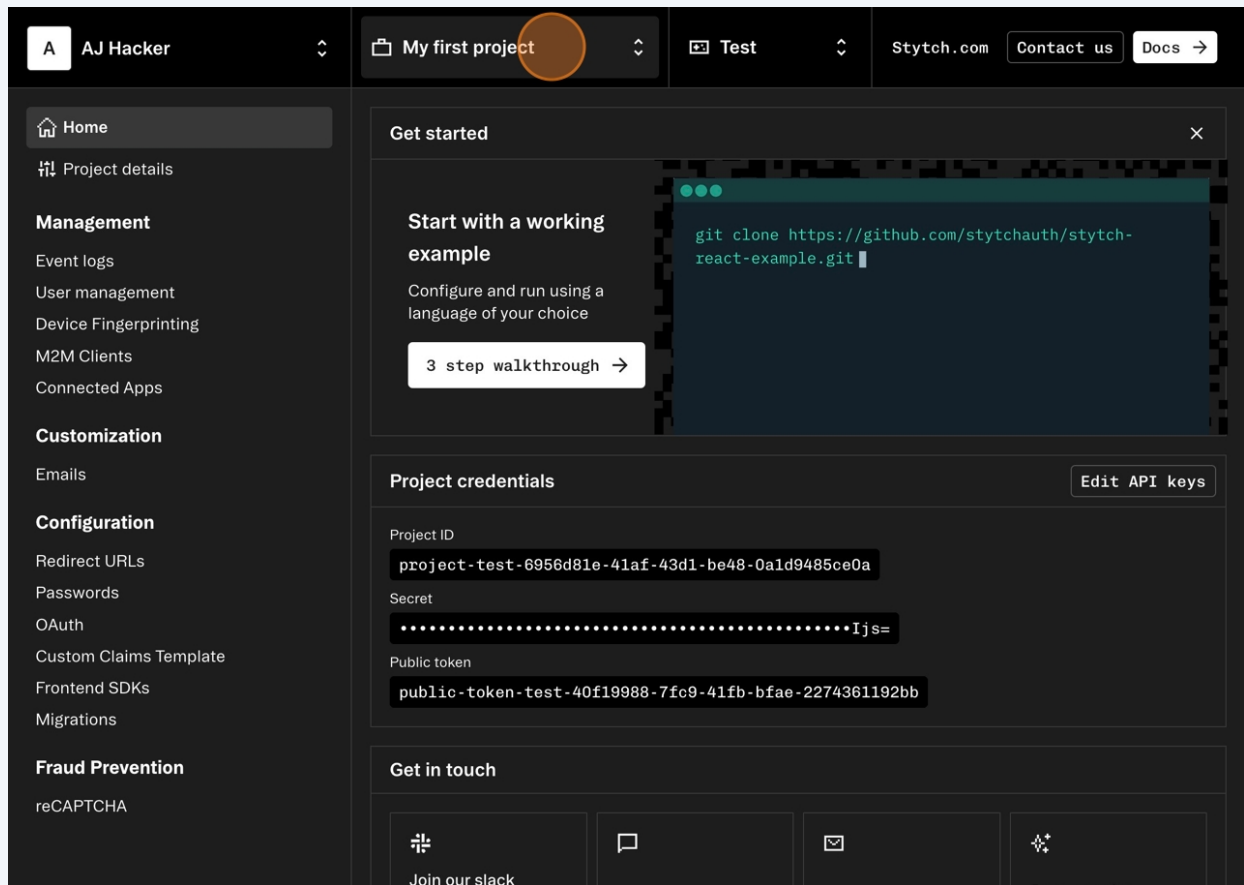 A AJ Hacker
My first project
Test
Stytch.com
Contact us
Docs →
Home
Project details
Management
Event logs
User management
Device Fingerprinting
M2M Clients
Connected Apps
Customization
Emails
Configuration
Redirect URLs
Passwords
OAuth
Custom Claims Template
Frontend SDKs
Migrations
Fraud Prevention
reCAPTCHA
Get started
Start with a working
example
Configure and run using a
language of your choice
3 step walkthrough →
git clone https://github.com/stytchauth/stytch-
react-example.git
Project credentials
Edit API keys
Project ID
project-test-6956d81e-41af-43d1-be48-0a1d9485ce0a
Secret
•••••••••••••••••••••••••••••••••••••••••••••••Ijs=
Public token
public-token-test-40f19988-7fc9-41fb-bfae-2274361192bb
Get in touch
Join our slack